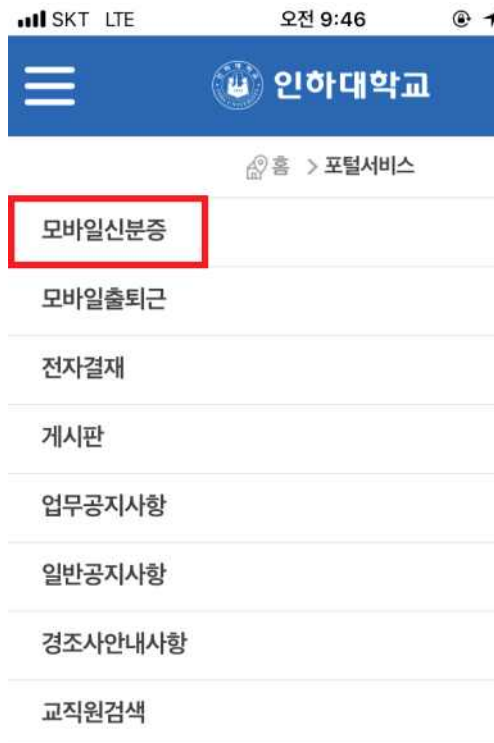 SKT LTE 오전 9:46
인하대학교
홈 > 포털서비스
모바일신분증
모바일출퇴근
전자결재
게시판
업무공지사항
일반공지사항
경조사안내사항
교직원검색